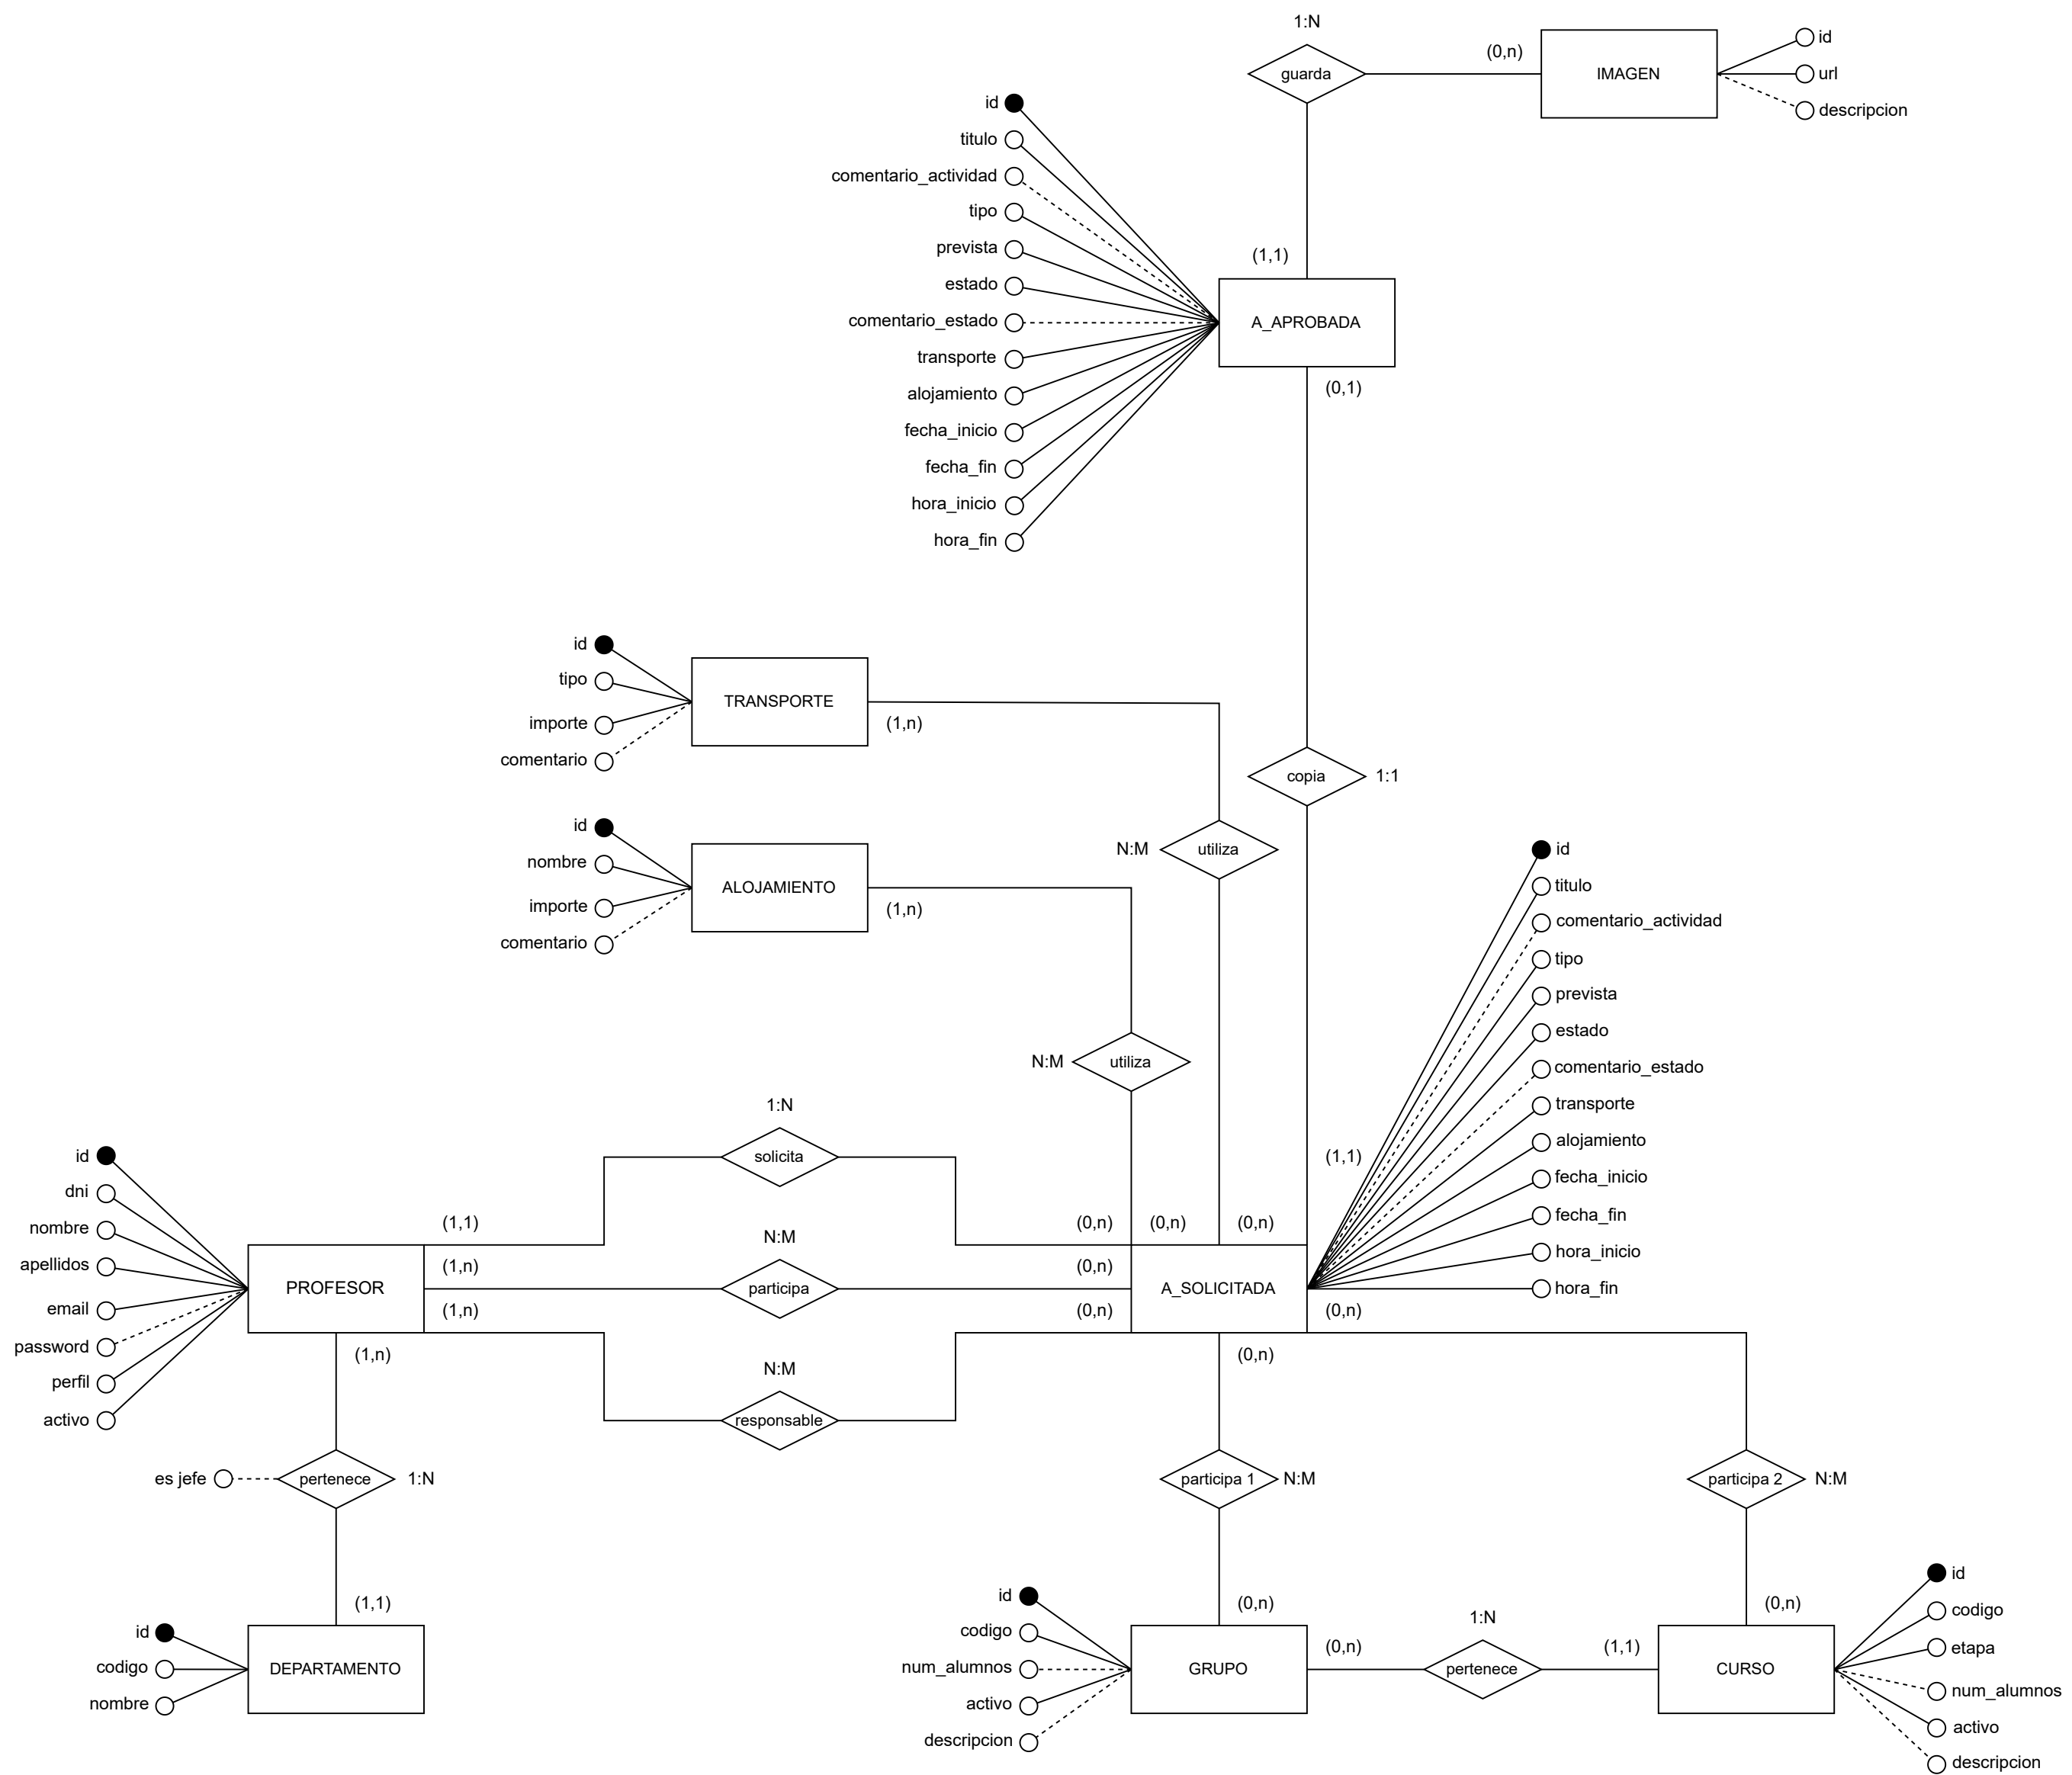 1:N
guarda
(0,n)
IMAGEN
id
url
descripcion
id
titulo
comentario_actividad
tipo
prevista
estado
comentario_estado
transporte
alojamiento
fecha_inicio
fecha_fin
hora_inicio
hora_fin
(1,1)
A_APROBADA
(0,1)
id
tipo
importe
comentario
TRANSPORTE
(1,n)
copia
1:1
id
nombre
importe
comentario
ALOJAMIENTO
(1,n)
N:M
utiliza
N:M
utiliza
id
titulo
comentario_actividad
tipo
prevista
estado
comentario_estado
transporte
alojamiento
fecha_inicio
fecha_fin
hora_inicio
hora_fin
(1,1)
1:N
solicita
id
dni
nombre
apellidos
email
password
perfil
activo
PROFESOR
(1,1)
(1,n)
(1,n)
(1,n)
N:M
participa
N:M
responsable
(0,n)
(0,n)
(0,n)
(0,n)
(0,n)
A_SOLICITADA
(0,n)
(0,n)
es jefe
pertenece
1:N
participa 1
N:M
participa 2
N:M
(1,1)
id
codigo
nombre
DEPARTAMENTO
id
codigo
num_alumnos
activo
descripcion
(0,n)
GRUPO
(0,n)
1:N
pertenece
(1,1)
(0,n)
CURSO
id
codigo
etapa
num_alumnos
activo
descripcion